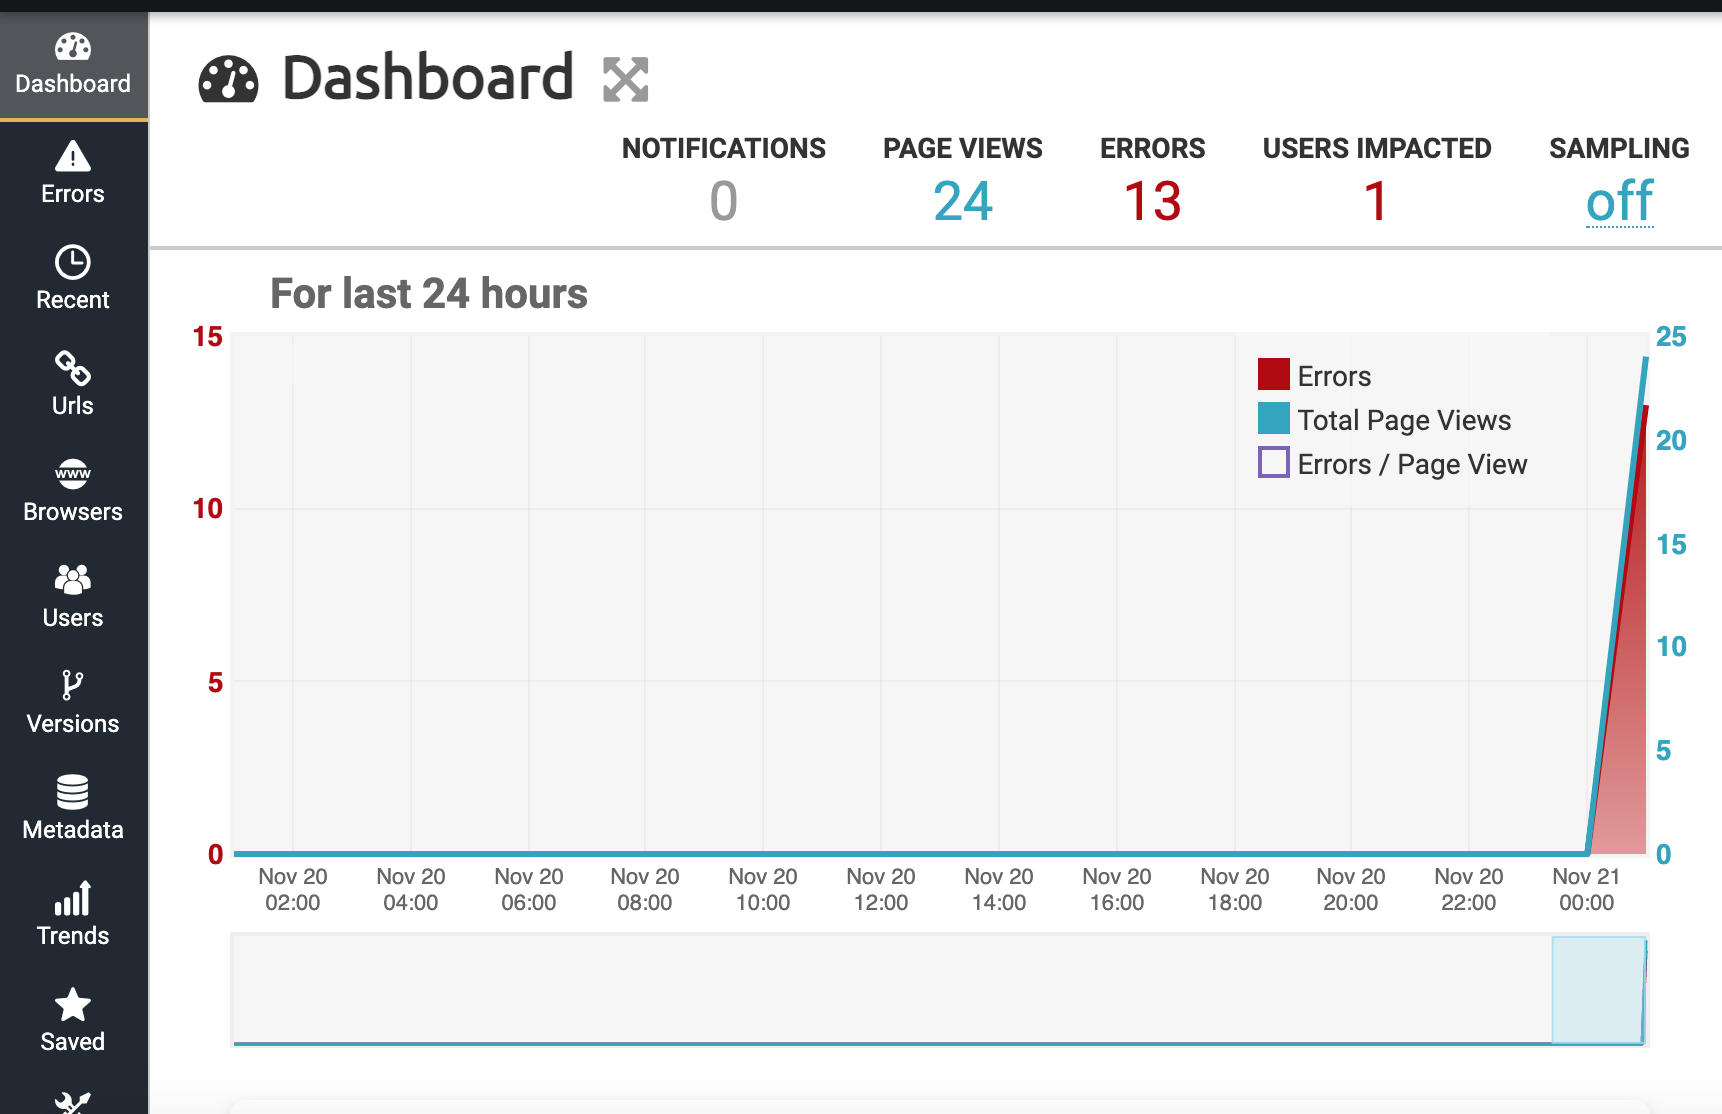 Dashboard
Errors
Recent
Urls
www
Browsers
Users
Versions
Metadata
Trends
Saved
Dashboard
NOTIFICATIONS PAGE VIEWS ERRORS USERS IMPACTED SAMPLING
0 24 13 1 off
For last 24 hours
15
10
5
0
Errors
Total Page Views
Errors / Page View
25
20
15
10
5
0
Nov 20 Nov 20 Nov 20 Nov 20 Nov 20 Nov 20 Nov 20 Nov 20 Nov 20 Nov 20 Nov 20 Nov 21
02:00 04:00 06:00 08:00 10:00 12:00 14:00 16:00 18:00 20:00 22:00 00:00